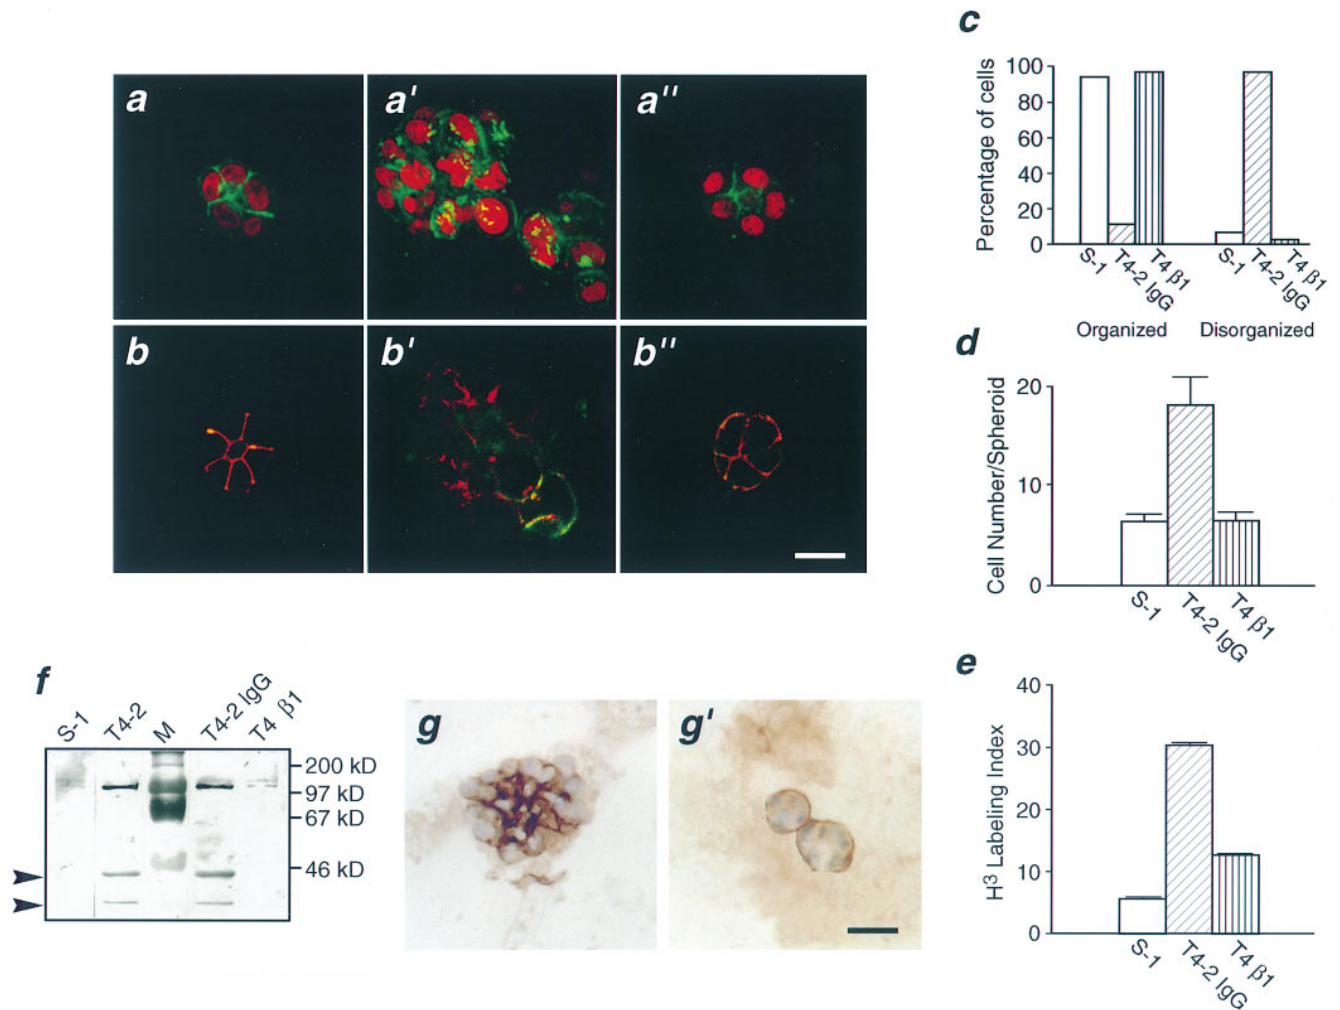 a
a'
a''
b
b'
b''
c
Percentage of cells
100
80
60
40
20
0
S-1
T4-2 IgG
T4 β1
S-1
T4-2 IgG
T4 β1
Organized
Disorganized
d
Cell Number/Spheroid
20
10
0
S-1
T4-2 IgG
T4 β1
e
H³ Labeling Index
40
30
20
10
0
S-1
T4-2 IgG
T4 β1
f
S-1
T4-2
M
T4-2 IgG
T4 β1
200 kD
97 kD
67 kD
46 kD
g
g'